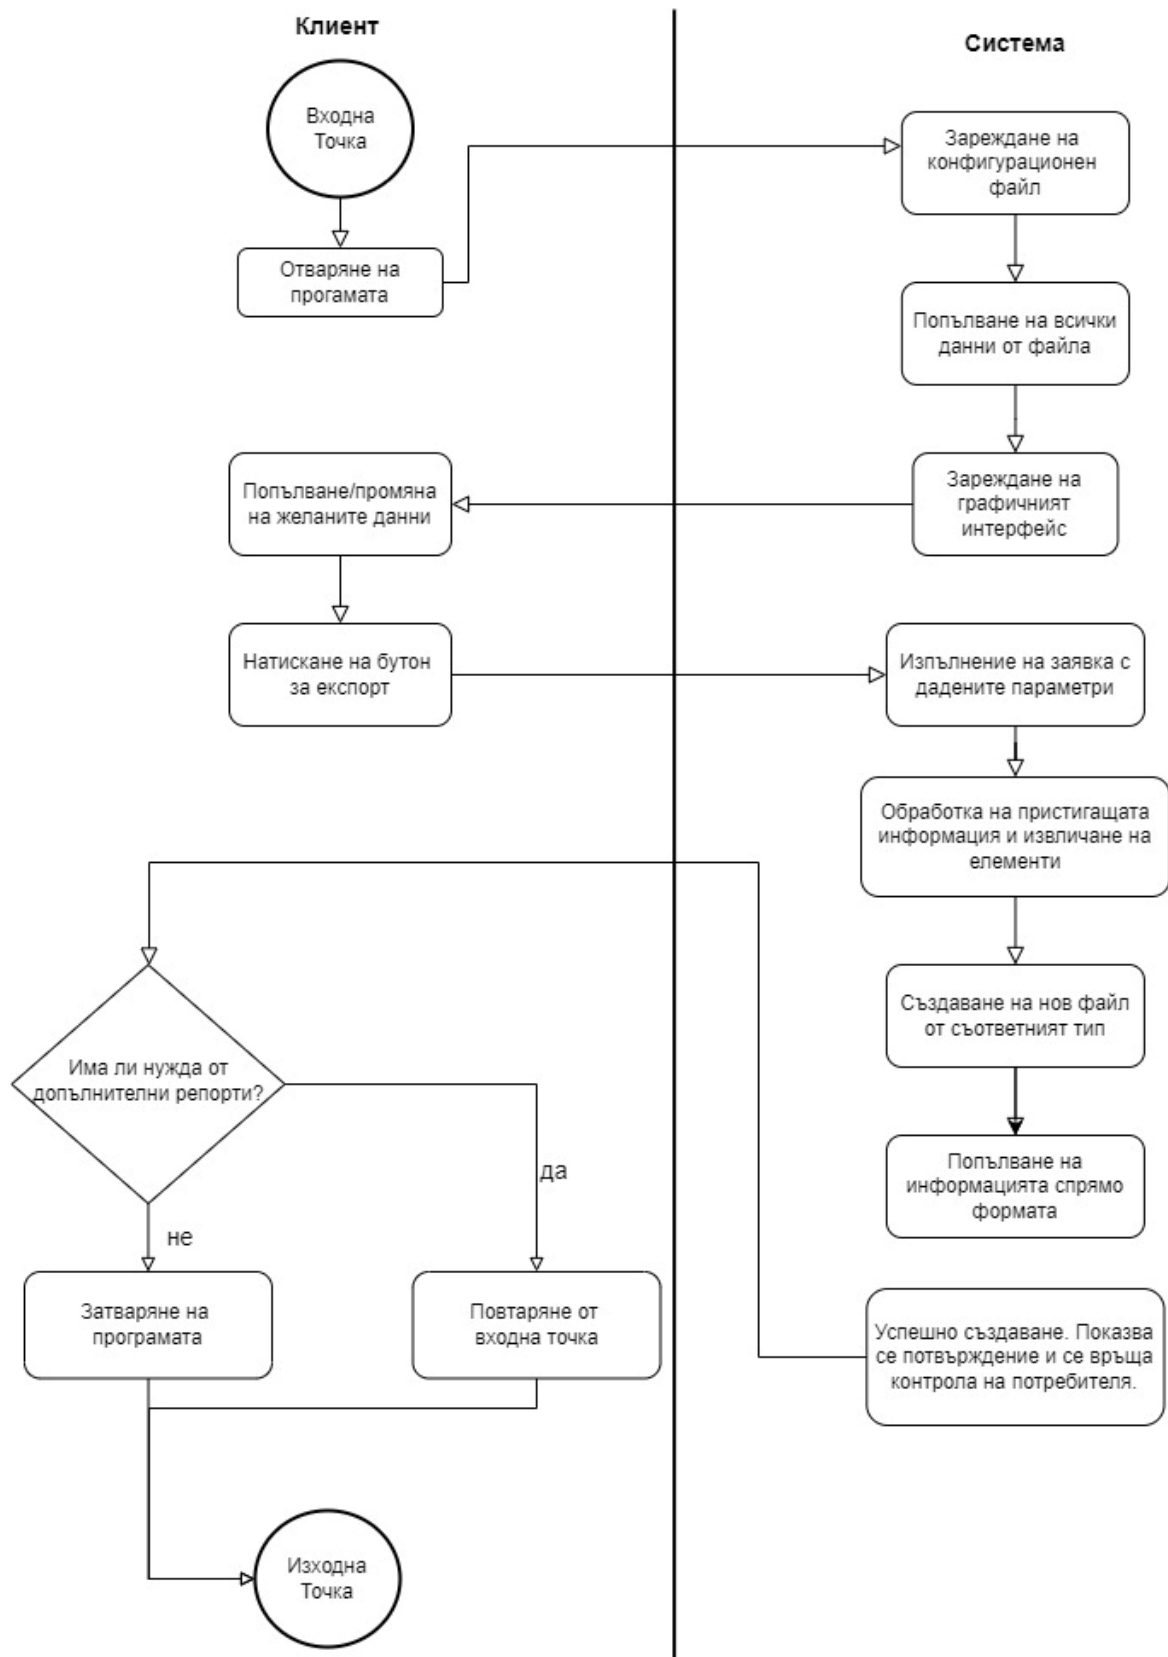 Клиент
Система
Входна
Точка
Зареждане на
конфигурационен
файл
Отваряне на
прогамата
Попълване на всички
данни от файла
Попълване/промяна
на желаните данни
Зареждане на
графичният
интерфейс
Натискане на бутон
за експорт
Изпълнение на заявка с
дадените параметри
Обработка на пристигащата
информация и извличане на
елементи
Създаване на нов файл
от съответният тип
Има ли нужда от
допълнителни репорти?
да
не
Попълване на
информацията спрямо
формата
Затваряне на
програмата
Повтаряне от
входна точка
Успешно създаване. Показва
се потвърждение и се връща
контрола на потребителя.
Изходна
Точка